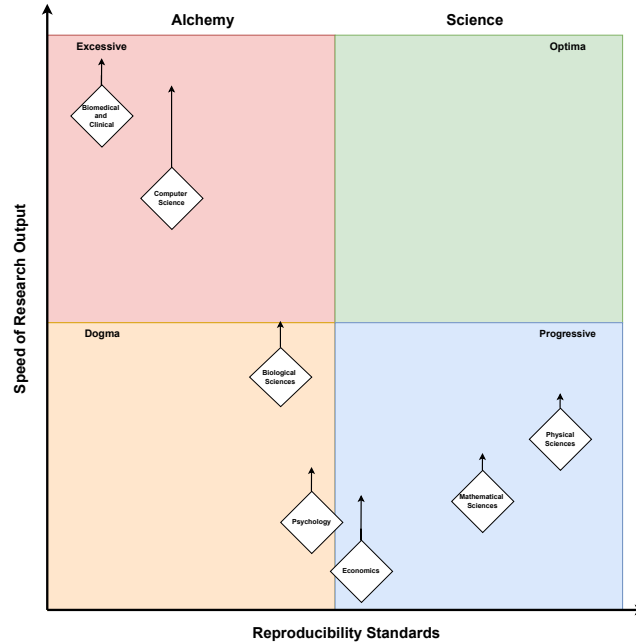 Alchemy
Science
Excessive
Optima
Biomedical
and
Clinical
Computer
Science
Speed of Research Output
Dogma
Progressive
Biological
Sciences
Physical
Sciences
Mathematical
Sciences
Psychology
Economics
Reproducibility Standards